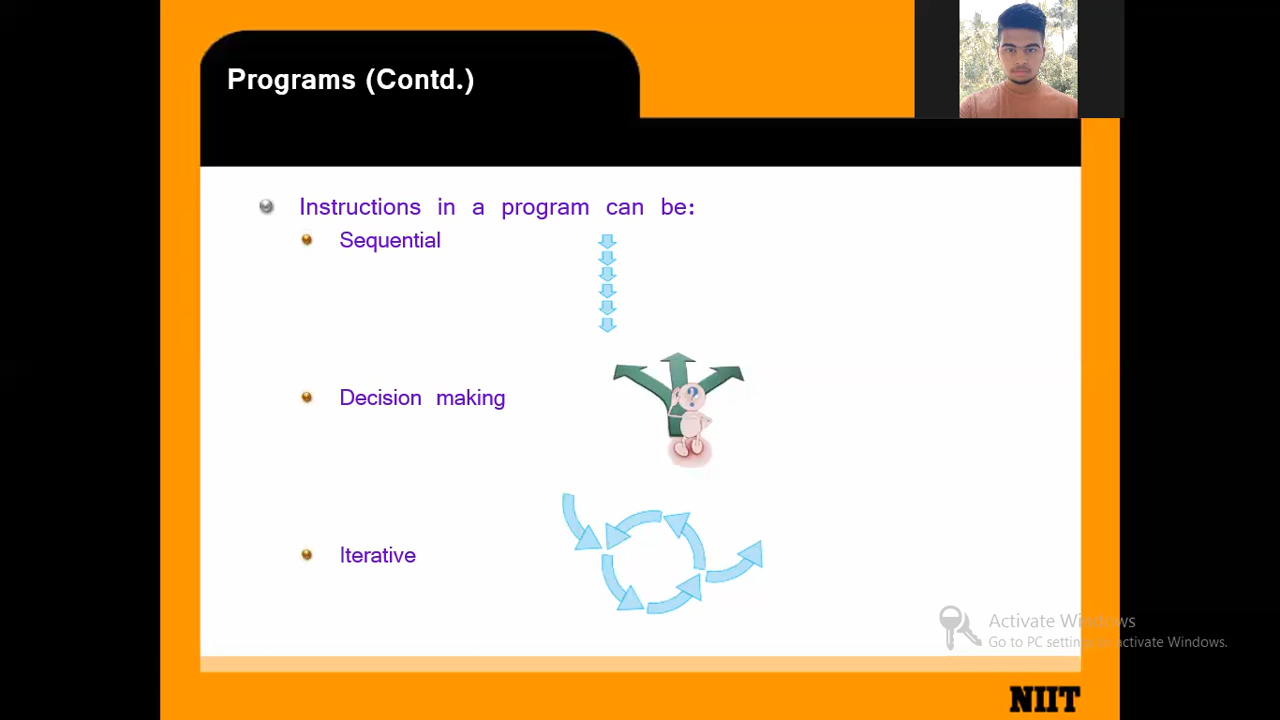 Programs (Contd.)
Instructions in a program can be:
Sequential
?
Decision making
Iterative
Activate Windows
Go to PC settings to activate Windows.
NIIT